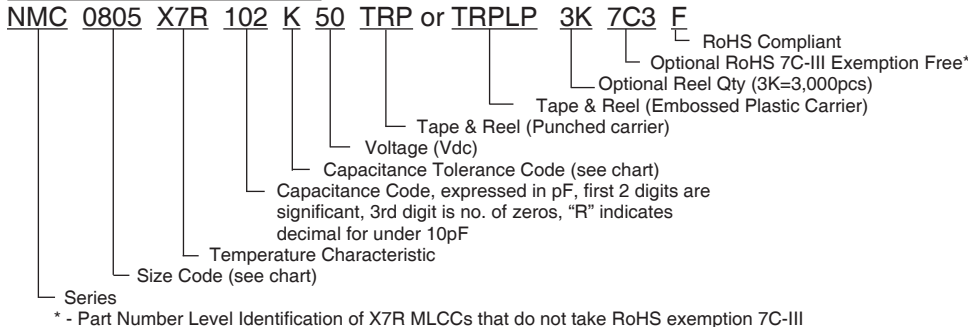 NMC 0805 X7R 102 K 50 TRP or TRPLP 3K 7C3 F
RoHS Compliant
Optional RoHS 7C-III Exemption Free*
Optional Reel Qty (3K=3,000pcs)
Tape & Reel (Embossed Plastic Carrier)
Tape & Reel (Punched carrier)
Voltage (Vdc)
Capacitance Tolerance Code (see chart)
Capacitance Code, expressed in pF, first 2 digits are
significant, 3rd digit is no. of zeros, “R” indicates
decimal for under 10pF
Temperature Characteristic
Size Code (see chart)
Series
* - Part Number Level Identification of X7R MLCCs that do not take RoHS exemption 7C-III